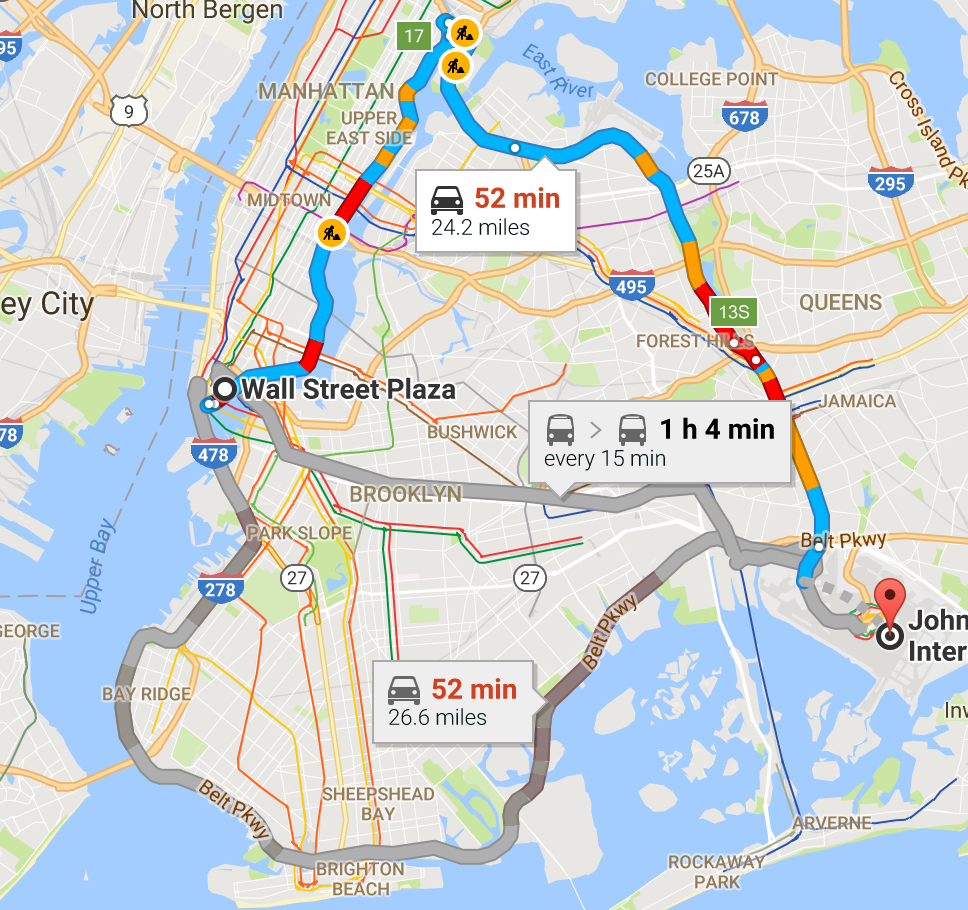 North Bergen
95
17
9
MANHATTAN
UPPER
EAST SIDE
East River
COLLEGE POINT
678
Cross Island Pk
25A
295
MIDTOWN
52 min
24.2 miles
495
QUEENS
ey City
13S
FOREST HILLS
Wall Street Plaza
JAMAICA
78
478
BUSHWICK
1 h 4 min
every 15 min
BROOKLYN
Upper Bay
PARK SLOPE
Belt Pkwy
278
27
27
John
Inter
GEORGE
Belt Pkwy
BAY RIDGE
52 min
26.6 miles
Inw
Belt Pkwy
SHEEPSHEAD
BAY
ARVERNE
BRIGHTON
BEACH
ROCKAWAY
PARK